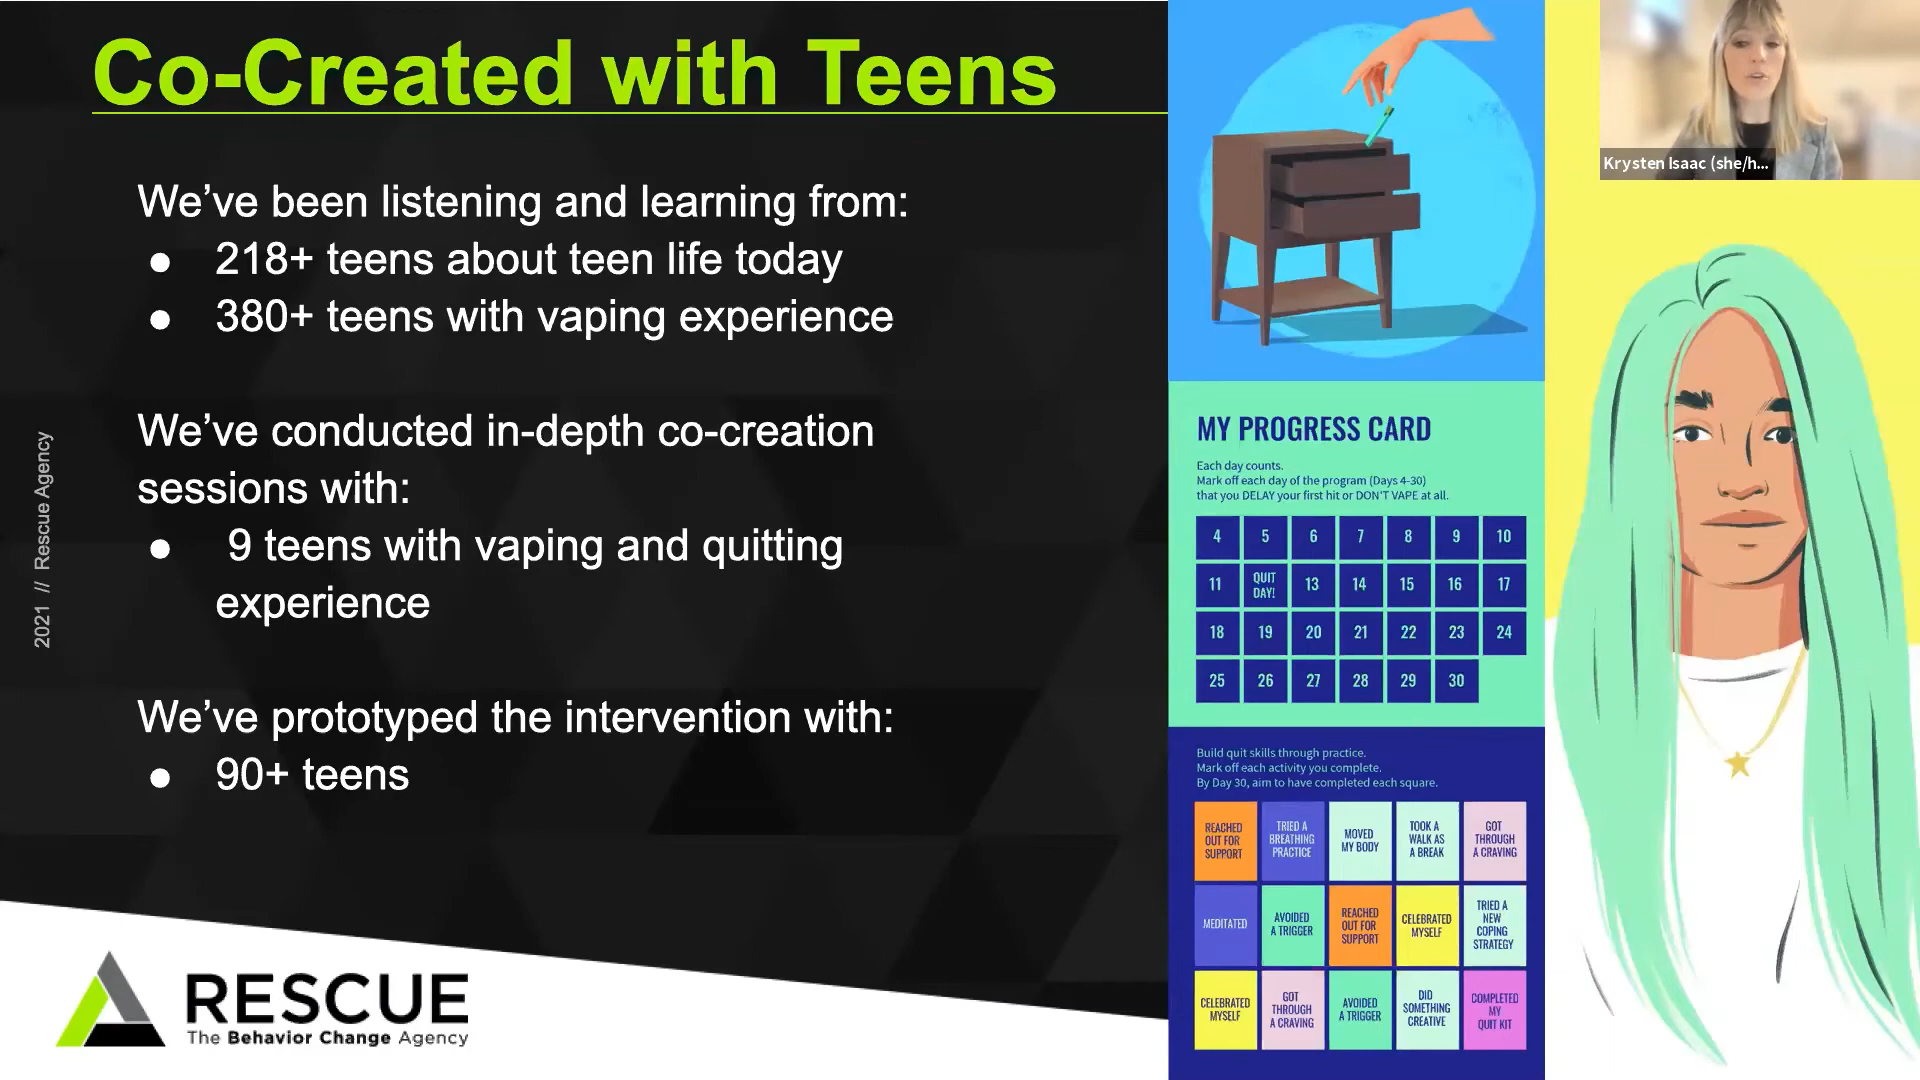 Co-Created with Teens
We've been listening and learning from:
● 218+ teens about teen life today
● 380+ teens with vaping experience
We've conducted in-depth co-creation
sessions with:
● 9 teens with vaping and quitting
experience
We've prototyped the intervention with:
● 90+ teens
2021 // Rescue Agency
RESCUE
The Behavior Change Agency
MY PROGRESS CARD
Each day counts.
Mark off each day of the program (Days 4-30)
that you DELAY your first hit or DON'T VAPE at all.
4 5 6 7 8 9 10
11 QUIT DAY! 13 14 15 16 17
18 19 20 21 22 23 24
25 26 27 28 29 30
Build quit skills through practice.
Mark off each activity you complete.
By Day 30, aim to have completed each square.
REACHED
OUT FOR
SUPPORT
TRIED A
BREATHING
PRACTICE
MOVED
MY BODY
TOOK A
WALK AS
A BREAK
GOT
THROUGH
A CRAVING
MEDITATED
AVOIDED
A TRIGGER
REACHED
OUT FOR
SUPPORT
CELEBRATED
MYSELF
TRIED A
NEW
COPING
STRATEGY
CELEBRATED
MYSELF
GOT
THROUGH
A CRAVING
AVOIDED
A TRIGGER
DID
SOMETHING
CREATIVE
COMPLETED
MY
QUIT KIT
Krysten Isaac (she/h...